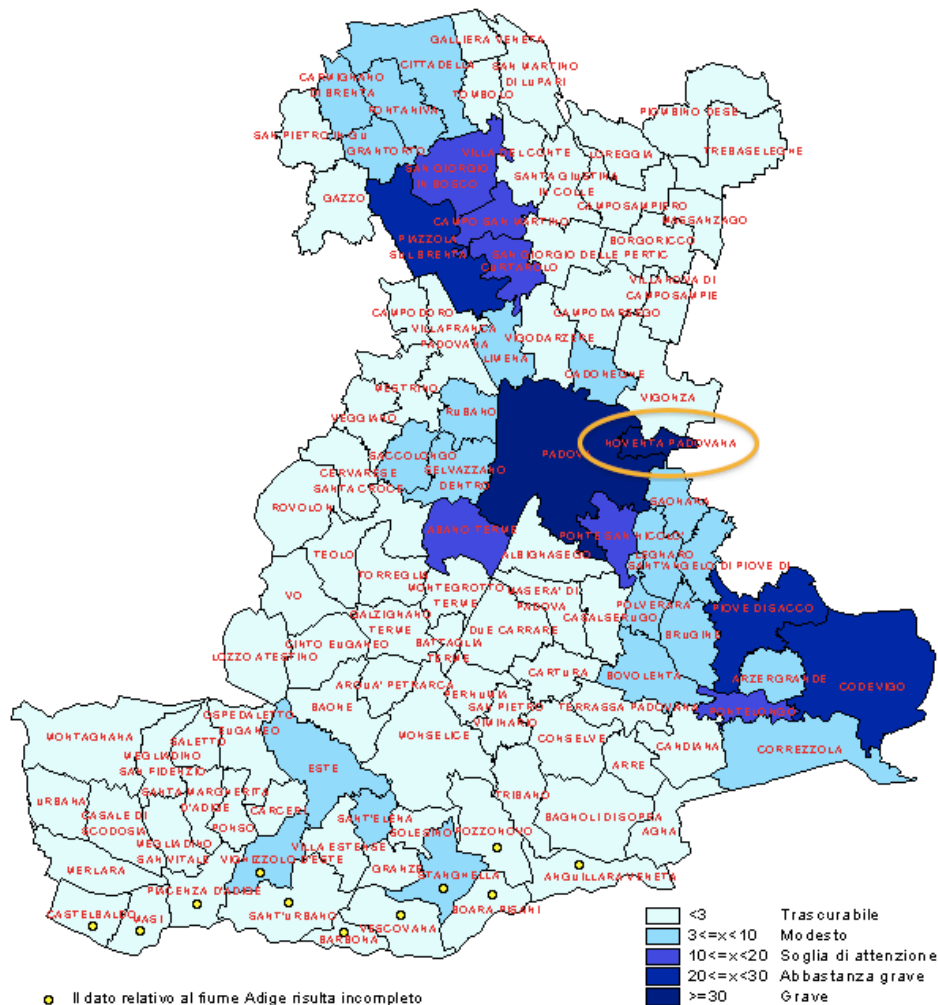 GALLIERA VENETA
CITTADELLA
SAN MARTINO
DI LUPARI
CARMIGNANO
DI BRENTA
TOMBOLO
FONTANIVA
PIOMBINO DESE
SAN PIETRO IN GU
GRANTORTO
VILLA DEL CONTE
LOREGGIA
TREBASELEGHE
SAN GIORGIO
IN BOSCO
SANTA GIUSTINA
IN COLLE
GAZZO
CAMPOSAMPIERO
CAMPO SAN MARTINO
MASSANZAGO
PIAZZOLA
SUL BRENTA
BORGORICCO
SAN GIORGIO DELLE PERTIC
CURTAROLO
VILLANOVA DI
CAMPOSAMPIE
CAMPODORO
CAMPODARSEGO
VILLAFRANCA
PADOVANA
VIGODARZERE
LIMENA
CADONEGHE
MESTRINO
VIGONZA
RUBANO
VEGGIANO
NOVENTA PADOVANA
SACCOLONGO
PADOV
CERVARESE
SANTA CROCE
SELVAZZANO
DENTRO
SAONARA
ROVOLON
ABANO TERME
PONTE SAN NICOLO'
LEGNARO
TEOLO
ALBIGNASEGO
SANT'ANGELO DI PIOVE DI
TORREGLIA
MONTEGROTTO
TERME
MASERA' DI
PADOVA
VO
POLVERARA
PIOVE DI SACCO
GALZIGNANO
TERME
CASALSERUGO
DUE CARRARE
BRUGINE
CINTO EUGANEO
BATTAGLIA
TERME
LOZZO ATESTINO
CARTURA
BOVOLENTA
ARZERGRANDE
CODEVIGO
ARQUA' PETRARCA
PERNUMIA
BAONE
SAN PIETRO
VIMINARIO
TERRASSA PADOVANA
PONTELONGO
OSPEDALETTO
EUGANEO
MONTAGNANA
SALETTO
MONSELICE
CONSELVE
CANDIANA
CORREZZOLA
MEGLIADINO
SAN FIDENZIO
ESTE
ARRE
SANTA MARGHERITA
D'ADIGE
URBANA
TRIBANO
CASALE DI
SCODOSIA
CARCERI
SANT'ELENA
BAGNOLI DI SOPRA
PONSO
SOLESINO
POZZONOVO
AGNA
MEGLIADINO
SAN VITALE
VILLA ESTENSE
VIGHIZZOLO D'ESTE
GRANZE
MERLARA
STANGHELLA
ANGUILLARA VENETA
PIACENZA D'ADIGE
CASTELBALDO
MASI
SANT'URBANO
BOARA PISANI
VESCOVANA
BARBONA
<3 Trascurabile
3<=x<10 Modesto
10<=x<20 Soglia di attenzione
20<=x<30 Abbastanza grave
>=30 Grave
Il dato relativo al fiume Adige risulta incompleto